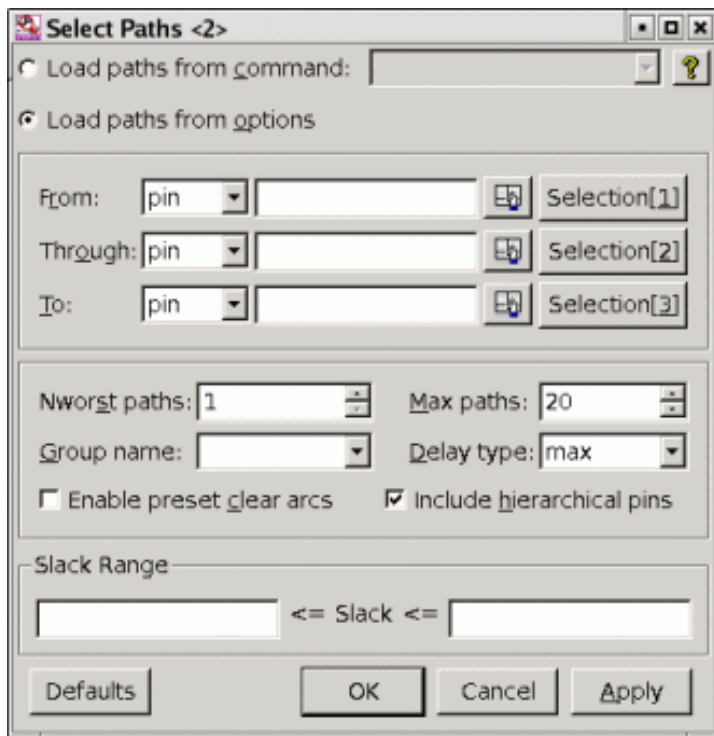 Select Paths <2>
Load paths from command:
?
Load paths from options
From: pin Selection[1]
Through: pin Selection[2]
To: pin Selection[3]
Nworst paths: 1 Max paths: 20
Group name: Delay type: max
Enable preset clear arcs Include hierarchical pins
Slack Range
<= Slack <=
Defaults OK Cancel Apply